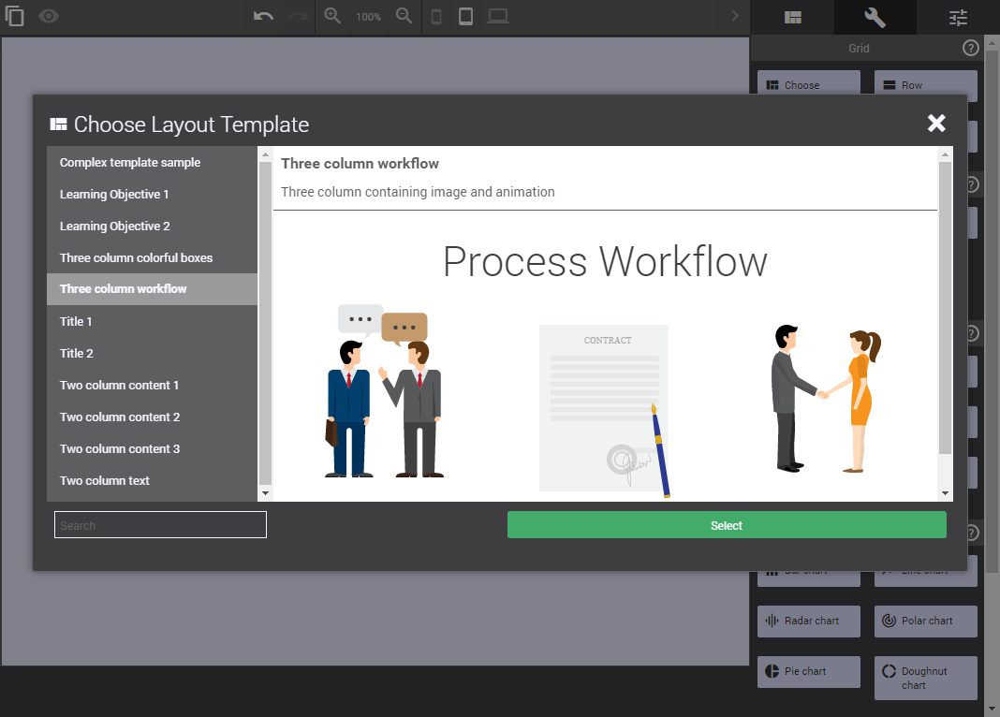 100%
Grid
?
Choose
Row
Choose Layout Template
Complex template sample
Learning Objective 1
Learning Objective 2
Three column colorful boxes
Three column workflow
Title 1
Title 2
Two column content 1
Two column content 2
Two column content 3
Two column text
Three column workflow
Three column containing image and animation
Process Workflow
CONTRACT
Search
Select
?
?
?
Bar chart
Line chart
Radar chart
Polar chart
Pie chart
Doughnut
chart